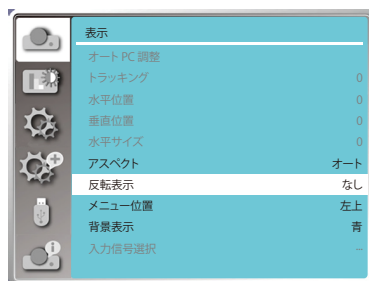 表示
オート PC 調整
トラッキング 0
水平位置 0
垂直位置 0
水平サイズ 0
アスペクト オート
反転表示 なし
メニュー位置 左上
背景表示 青
入力信号選択 ...